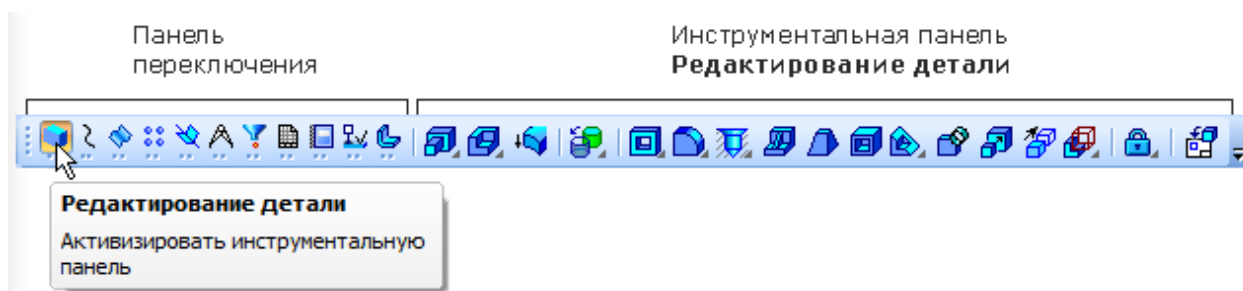 Панель
переключения
Инструментальная панель
Редактирование детали
Редактирование детали
Активизировать инструментальную
панель